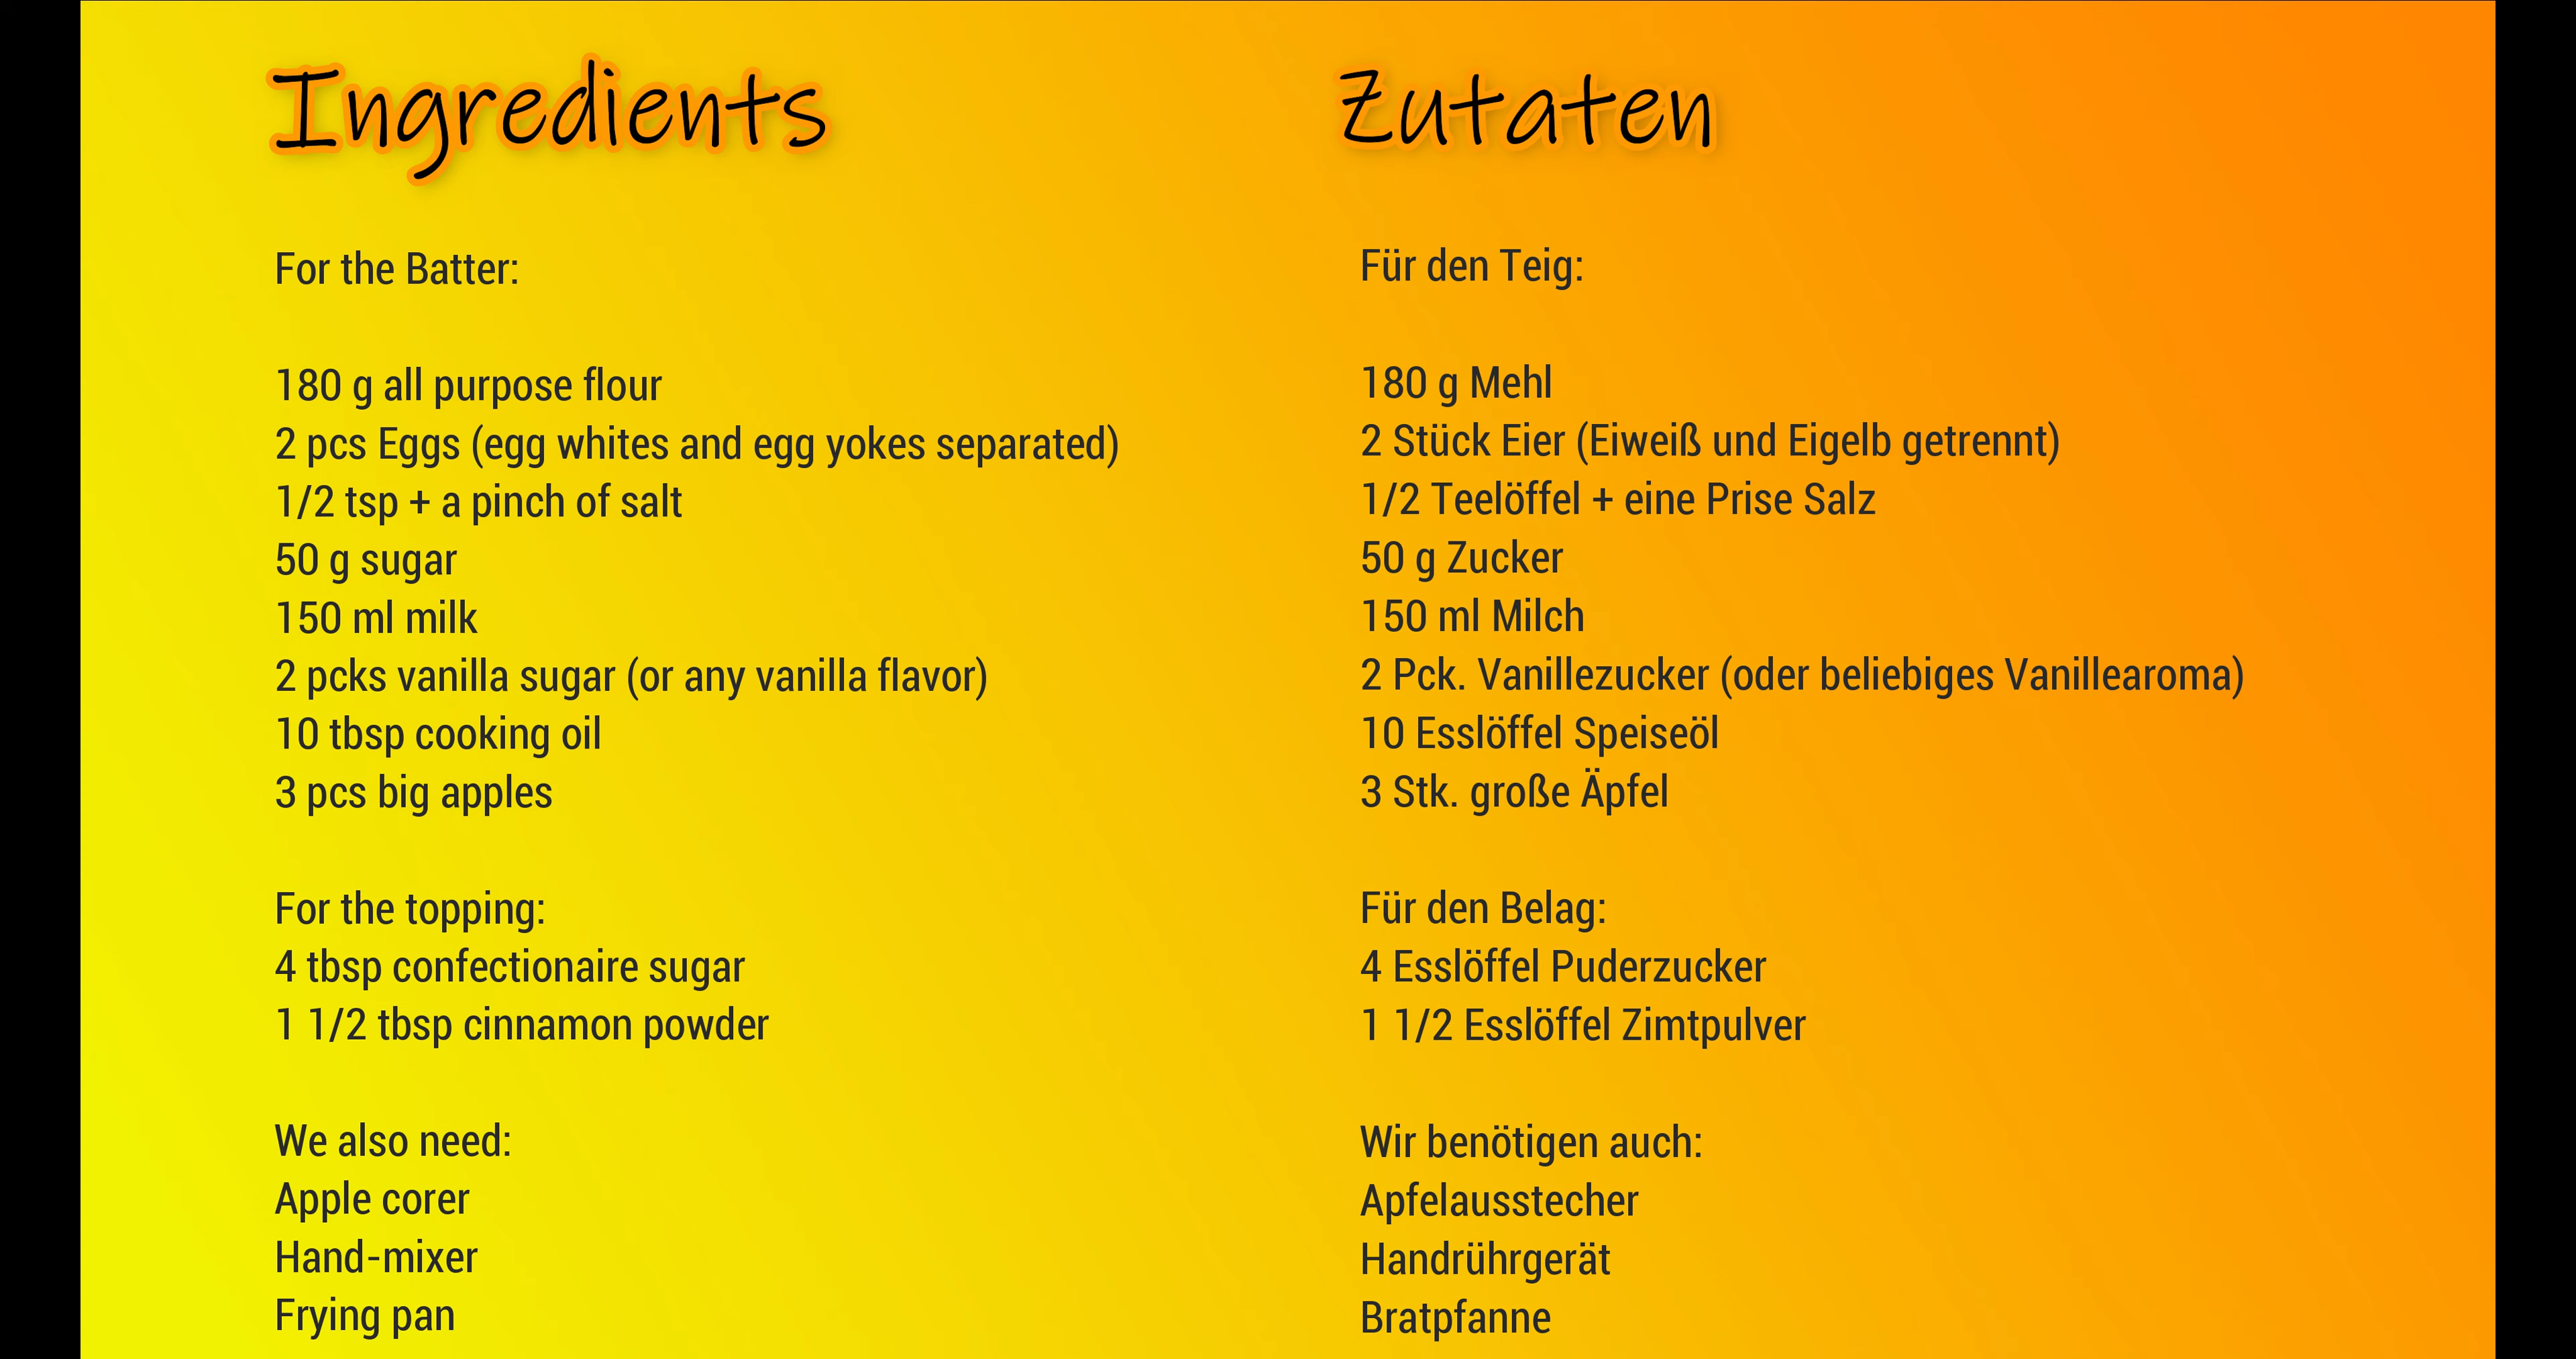 Ingredients
For the Batter:
180 g all purpose flour
2 pcs Eggs (egg whites and egg yokes separated)
1/2 tsp + a pinch of salt
50 g sugar
150 ml milk
2 pcks vanilla sugar (or any vanilla flavor)
10 tbsp cooking oil
3 pcs big apples
For the topping:
4 tbsp confectionaire sugar
1 1/2 tbsp cinnamon powder
We also need:
Apple corer
Hand-mixer
Frying pan
Zutaten
Für den Teig:
180 g Mehl
2 Stück Eier (Eiweiß und Eigelb getrennt)
1/2 Teelöffel + eine Prise Salz
50 g Zucker
150 ml Milch
2 Pck. Vanillezucker (oder beliebiges Vanillearoma)
10 Esslöffel Speiseöl
3 Stk. große Äpfel
Für den Belag:
4 Esslöffel Puderzucker
1 1/2 Esslöffel Zimtpulver
Wir benötigen auch:
Apfelausstecher
Handrührgerät
Bratpfanne